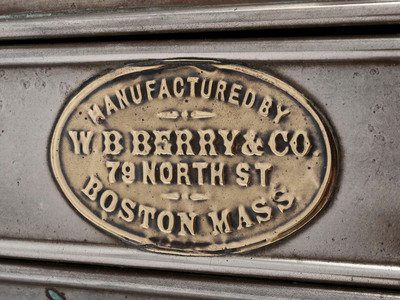 MANUFACTURED BY
W B BERRY & CO.
79 NORTH ST
BOSTON MASS